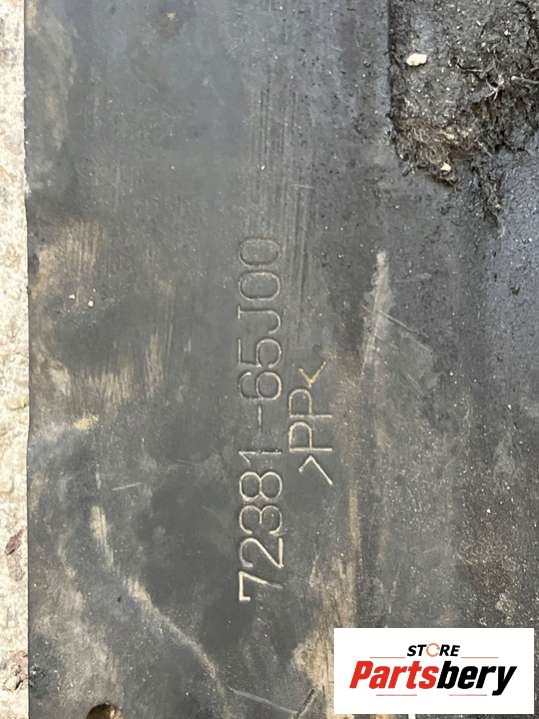 72381-65J00
>PP<
STORE
Partsbery